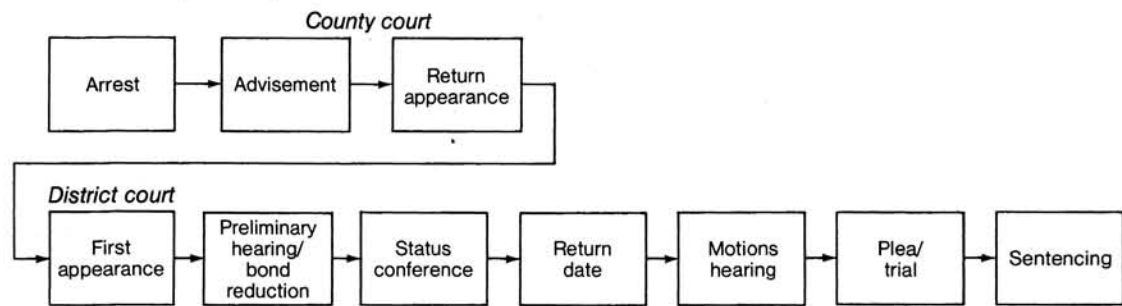 County court
Arrest
Advisement
Return
appearance
District court
First
appearance
Preliminary
hearing/
bond
reduction
Status
conference
Return
date
Motions
hearing
Plea/
trial
Sentencing